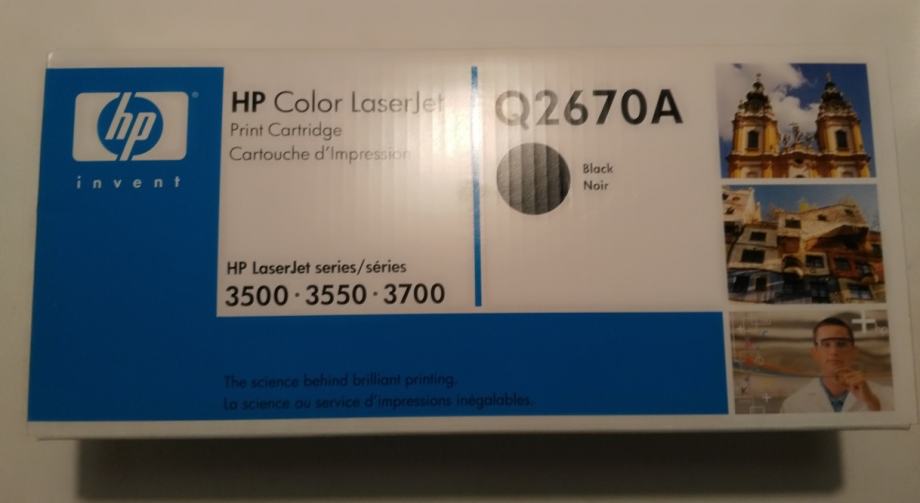 hp
invent
HP Color LaserJet
Print Cartridge
Cartouche d'Impression
HP LaserJet series/séries
3500 · 3550 · 3700
Q2670A
Black
Noir
The science behind brilliant printing.
La science au service d'impressions inégalables.